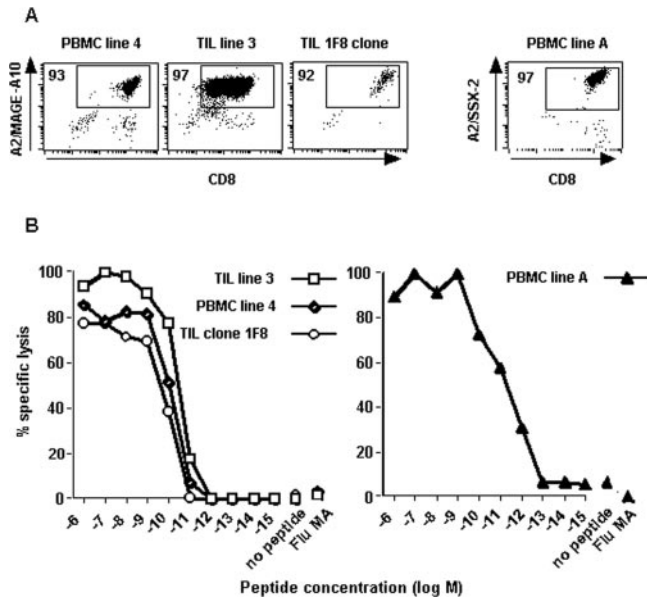 A
PBMC line 4
TIL line 3
TIL 1F8 clone
PBMC line A
A2/MAGE-A10
93
97
92
A2/SSX-2
97
CD8
CD8
B
% specific lysis
100
80
60
40
20
0
TIL line 3
PBMC line 4
TIL clone 1F8
-6
-7
-8
-9
-10
-11
-12
-13
-14
-15
no peptide
Flu MA
100
80
60
40
20
0
PBMC line A
-6
-7
-8
-9
-10
-11
-12
-13
-14
-15
no peptide
Flu MA
Peptide concentration (log M)